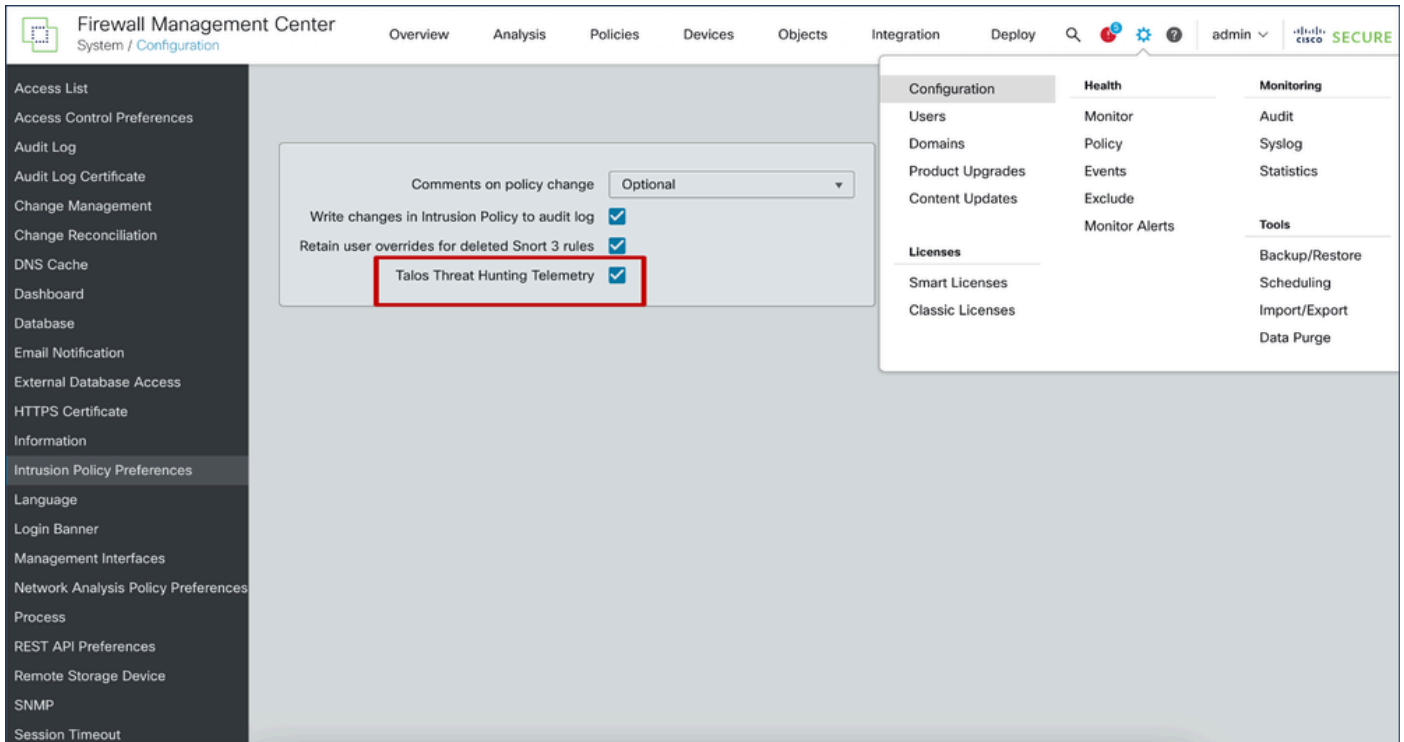 Firewall Management Center
System / Configuration
Overview
Analysis
Policies
Devices
Objects
Integration
Deploy
5
?
admin
cisco SECURE
Access List
Access Control Preferences
Audit Log
Audit Log Certificate
Change Management
Change Reconciliation
DNS Cache
Dashboard
Database
Email Notification
External Database Access
HTTPS Certificate
Information
Intrusion Policy Preferences
Language
Login Banner
Management Interfaces
Network Analysis Policy Preferences
Process
REST API Preferences
Remote Storage Device
SNMP
Session Timeout
Comments on policy change
Optional
Write changes in Intrusion Policy to audit log
Retain user overrides for deleted Snort 3 rules
Talos Threat Hunting Telemetry
Configuration
Users
Domains
Product Upgrades
Content Updates
Licenses
Smart Licenses
Classic Licenses
Health
Monitor
Policy
Events
Exclude
Monitor Alerts
Monitoring
Audit
Syslog
Statistics
Tools
Backup/Restore
Scheduling
Import/Export
Data Purge